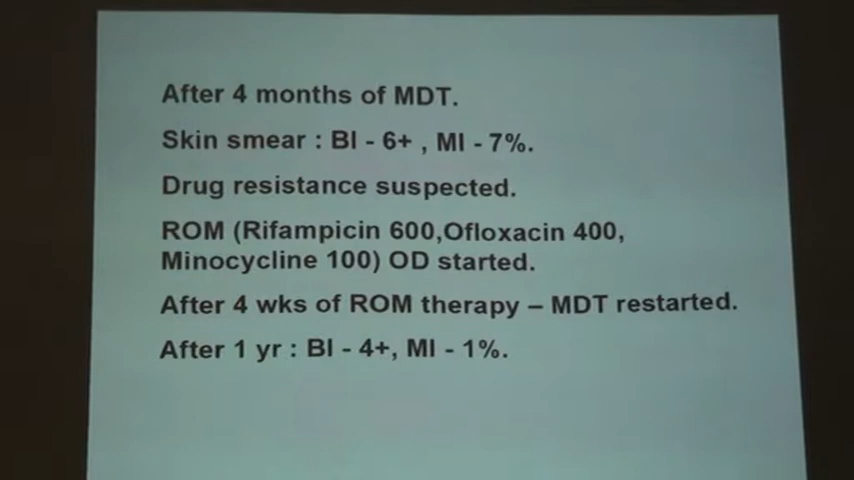 After 4 months of MDT.
Skin smear : BI - 6+ , MI - 7%.
Drug resistance suspected.
ROM (Rifampicin 600,Ofloxacin 400,
Minocycline 100) OD started.
After 4 wks of ROM therapy – MDT restarted.
After 1 yr : BI - 4+, MI - 1%.